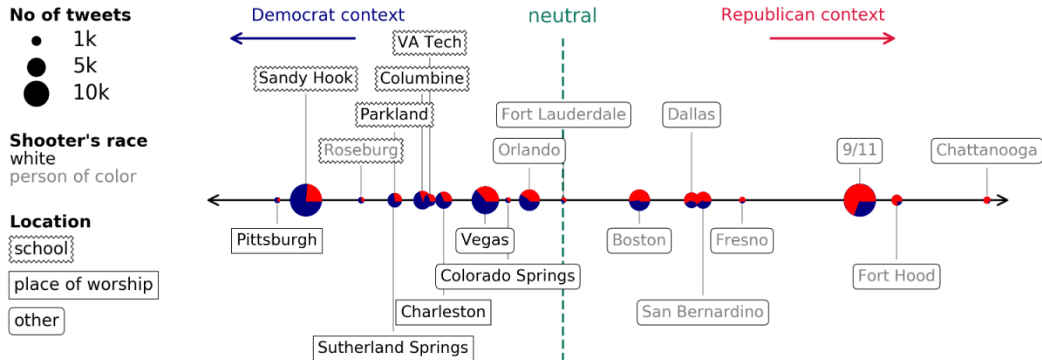 No of tweets
1k
5k
10k
Shooter's race
white
person of color
Location
school
place of worship
other
Democrat context
neutral
Republican context
VA Tech
Sandy Hook
Columbine
Parkland
Fort Lauderdale
Dallas
Roseburg
Orlando
9/11
Chattanooga
Pittsburgh
Vegas
Boston
Fresno
Colorado Springs
Fort Hood
Charleston
San Bernardino
Sutherland Springs